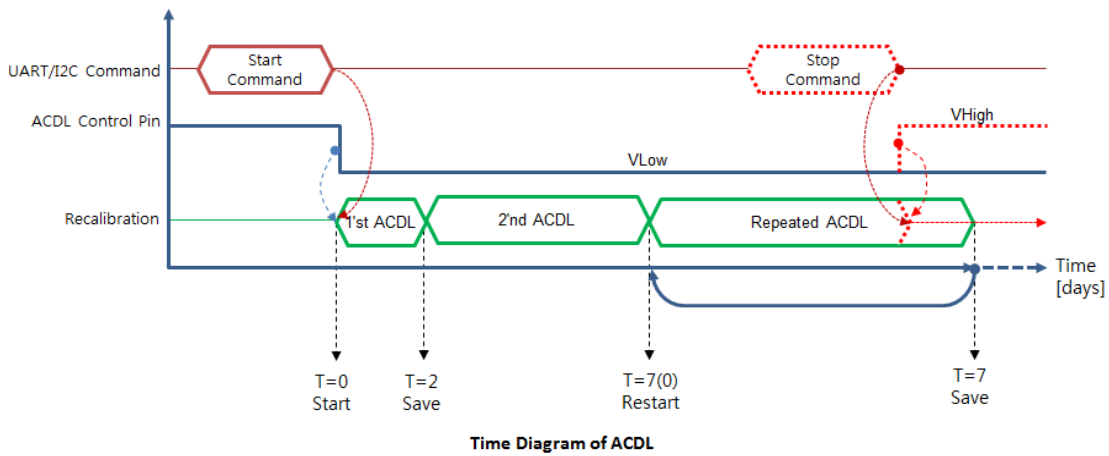 UART/I2C Command
Start
Command
Stop
Command
ACDL Control Pin
VLow
VHigh
Recalibration
1'st ACDL
2'nd ACDL
Repeated ACDL
Time
[days]
T=0
Start
T=2
Save
T=7(0)
Restart
T=7
Save
Time Diagram of ACDL